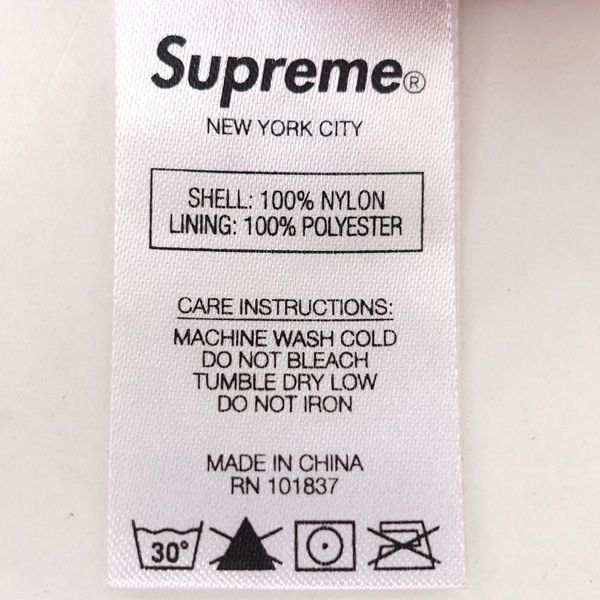 Supreme®
NEW YORK CITY
SHELL: 100% NYLON
LINING: 100% POLYESTER
CARE INSTRUCTIONS:
MACHINE WASH COLD
DO NOT BLEACH
TUMBLE DRY LOW
DO NOT IRON
MADE IN CHINA
RN 101837
30°